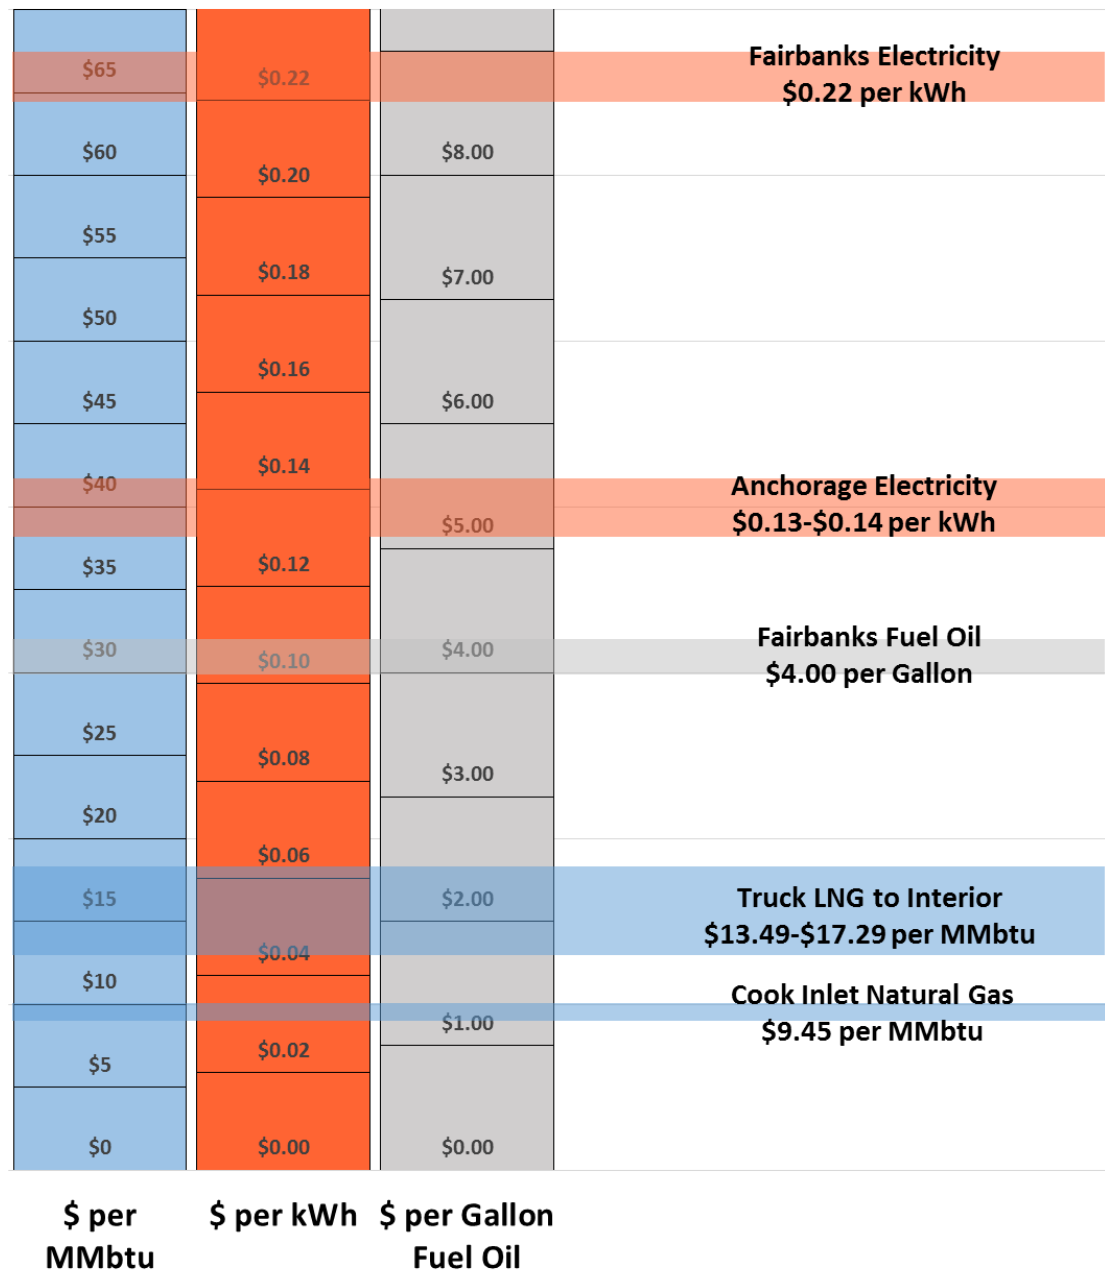 Fairbanks Electricity
$0.22 per kWh
$65
$0.22
$60
$8.00
$0.20
$55
$0.18
$7.00
$50
$0.16
$45
$6.00
$0.14
$40
Anchorage Electricity
$0.13-$0.14 per kWh
$5.00
$35
$0.12
Fairbanks Fuel Oil
$4.00 per Gallon
$30
$4.00
$0.10
$25
$0.08
$3.00
$20
$0.06
$15
$2.00
Truck LNG to Interior
$13.49-$17.29 per MMbtu
$0.04
$10
Cook Inlet Natural Gas
$9.45 per MMbtu
$1.00
$5
$0.02
$0
$0.00
$0.00
$ per
MMbtu
$ per kWh
$ per Gallon
Fuel Oil